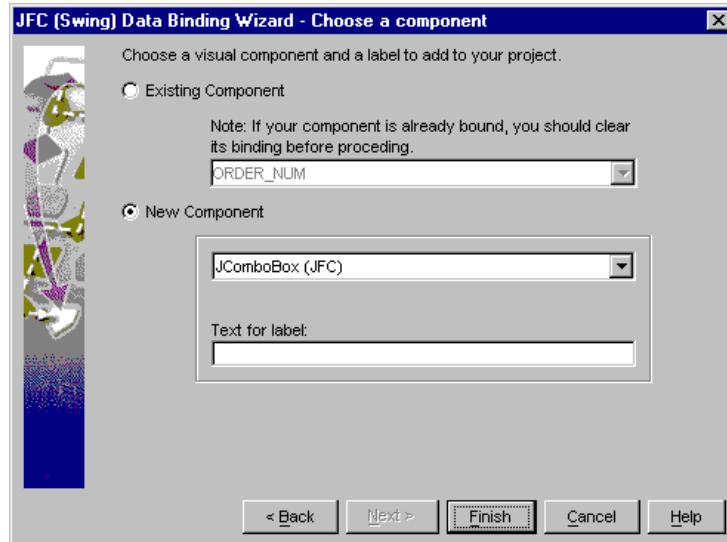 JFC (Swing) Data Binding Wizard - Choose a component
Choose a visual component and a label to add to your project.
Existing Component
Note: If your component is already bound, you should clear
its binding before proceding.
ORDER_NUM
New Component
JComboBox (JFC)
Text for label:
< Back Next > Finish Cancel Help